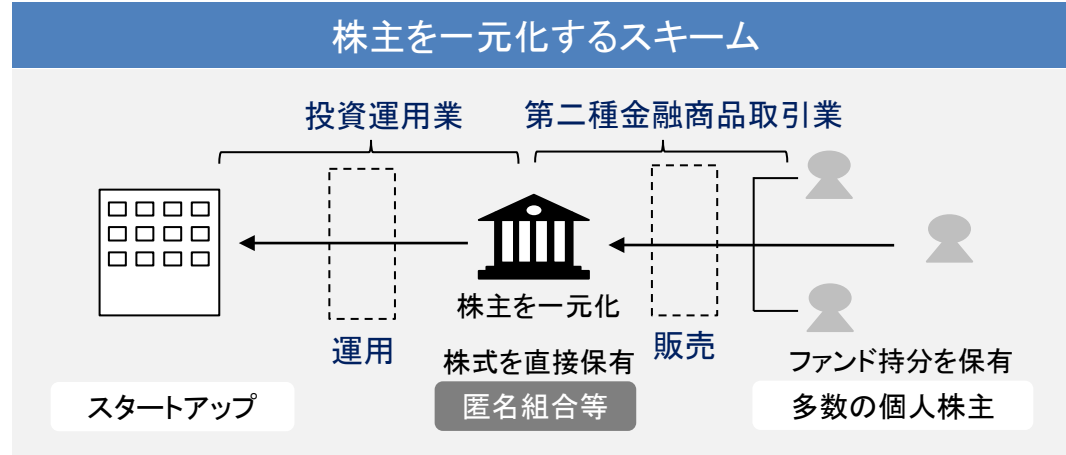 株主を一元化するスキーム
投資運用業
第二種金融商品取引業
株主を一元化
運用
販売
株式を直接保有
ファンド持分を保有
スタートアップ
匿名組合等
多数の個人株主